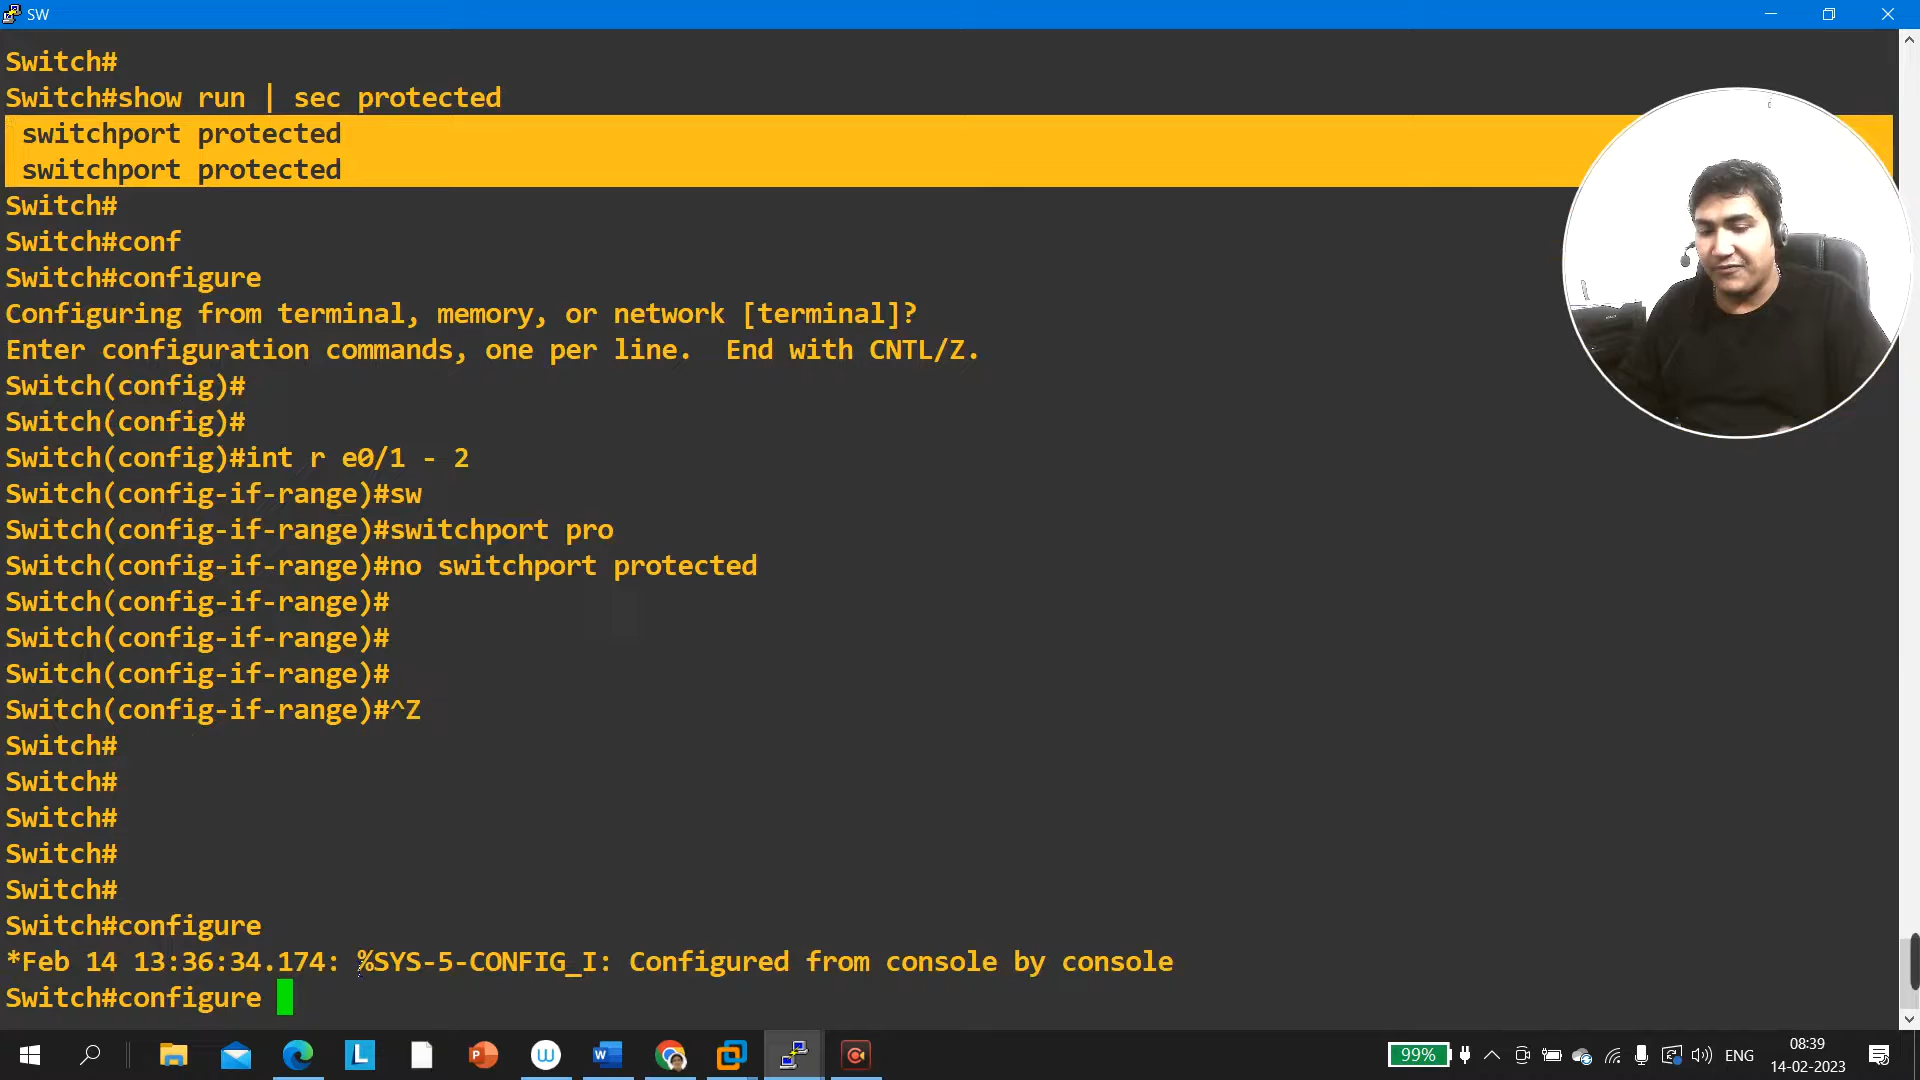 SW
Switch#
Switch#show run | sec protected
 switchport protected
 switchport protected
Switch#
Switch#conf
Switch#configure
Configuring from terminal, memory, or network [terminal]?
Enter configuration commands, one per line.  End with CNTL/Z.
Switch(config)#
Switch(config)#
Switch(config)#int r e0/1 - 2
Switch(config-if-range)#sw
Switch(config-if-range)#switchport pro
Switch(config-if-range)#no switchport protected
Switch(config-if-range)#
Switch(config-if-range)#
Switch(config-if-range)#
Switch(config-if-range)#^Z
Switch#
Switch#
Switch#
Switch#
Switch#
Switch#configure
*Feb 14 13:36:34.174: %SYS-5-CONFIG_I: Configured from console by console
Switch#configure
L
P
W
W
99%
ENG
08:39
14-02-2023